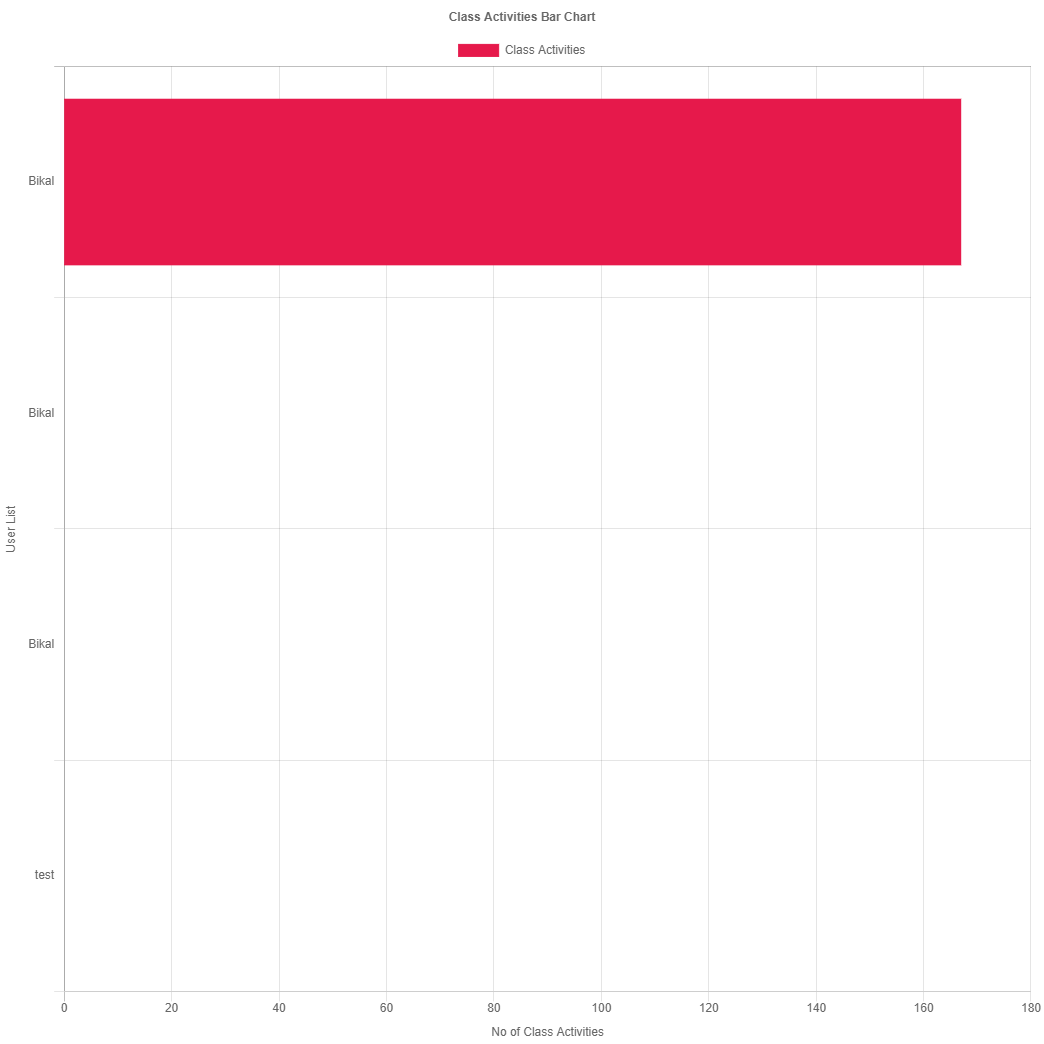 Class Activities Bar Chart
Class Activities
Bikal
Bikal
User List
Bikal
test
0 20 40 60 80 100 120 140 160 180
No of Class Activities